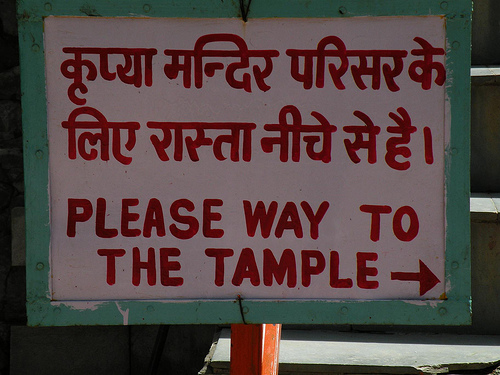 कृप्या मन्दिर परिसर के
लिए रास्ता नीचे से है।
PLEASE WAY TO
THE TAMPLE →